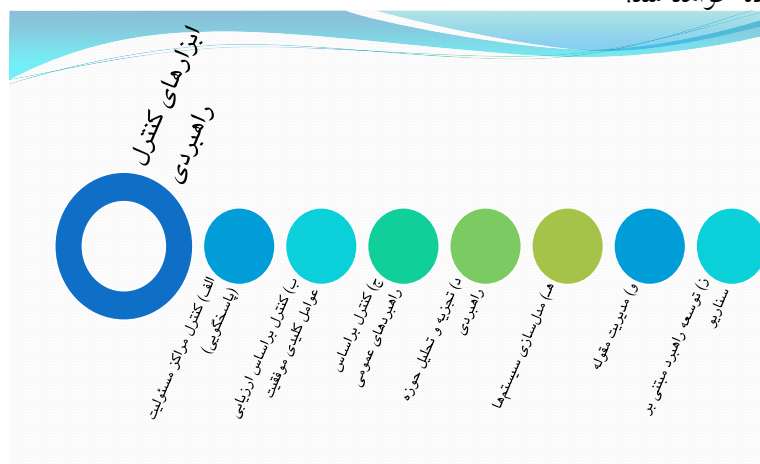 ابزارهای کنترل
راهبردی
الف) کنترل مراکز مسئولیت
(پاسخگویی)
ب) کنترل براساس ارزیابی
عوامل کلیدی موفقیت
ج) کنترل براساس
راهبردهای عمومی
د) تجزیه و تحلیل حوزه
راهبردی
هـ) مدل‌سازی سیستم‌ها
و) مدیریت مقوله
ز) توسعه راهبرد مبتنی بر
سناریو